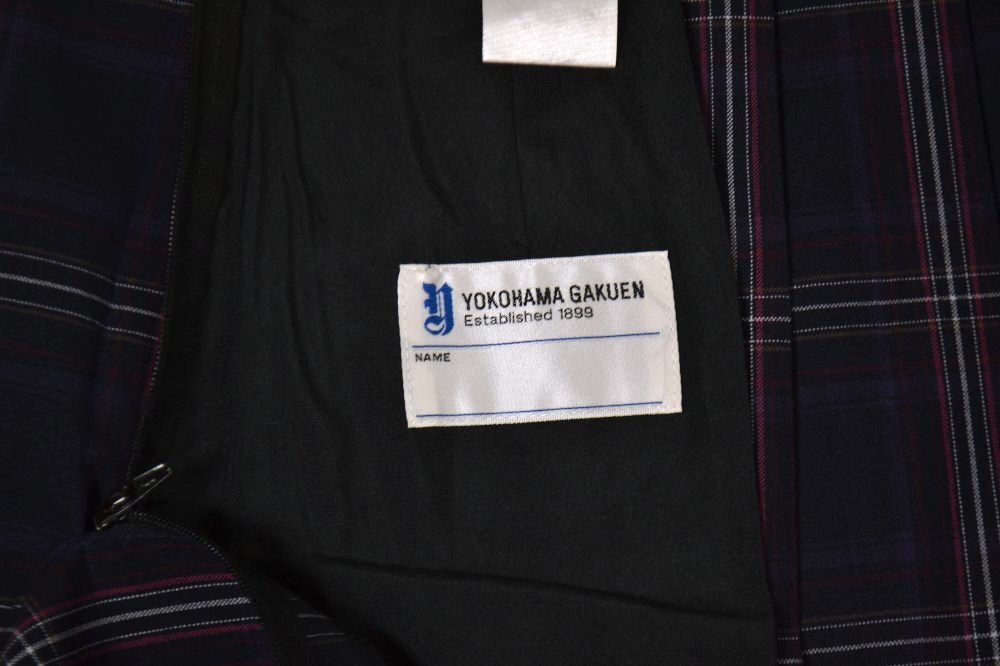 Y YOKOHAMA GAKUEN
Established 1899
NAME